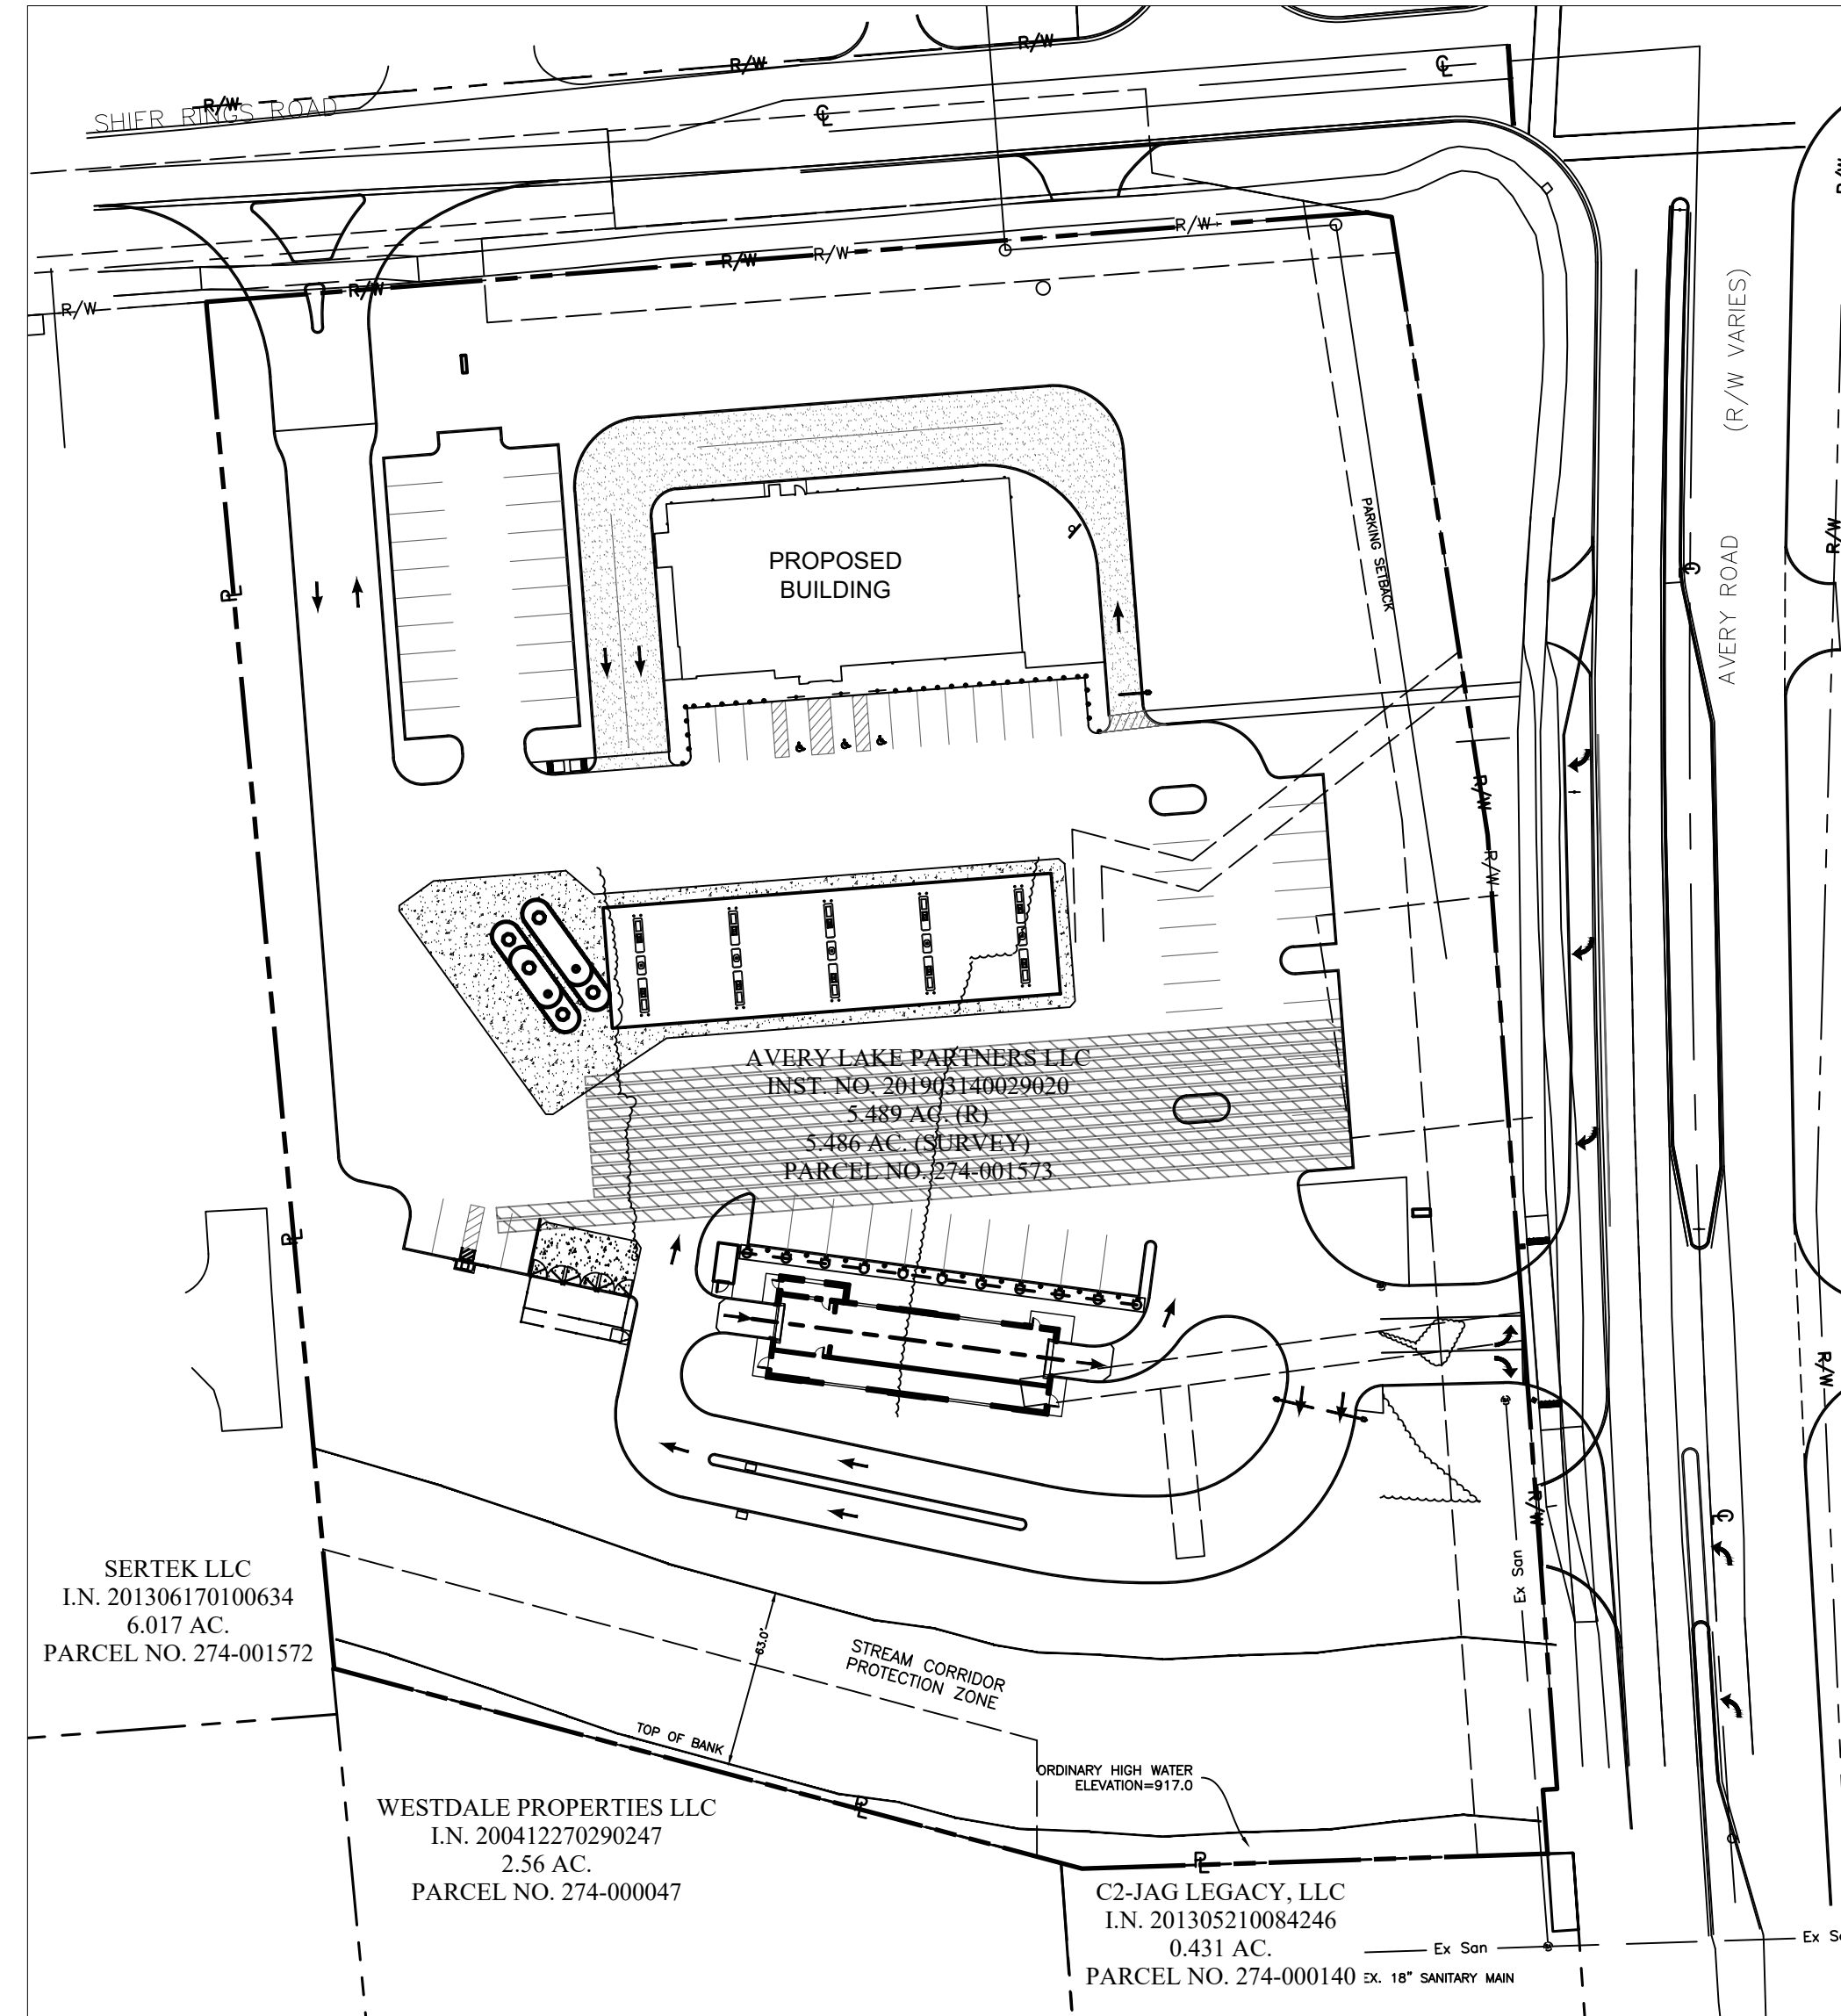 R/W
R/W
R/W
SHIER RINGS ROAD
R/W
R/W
R/W
R/W
R/W
(R/W VARIES)
AVERY ROAD
R/W
R/W
PARKING SETBACK
PROPOSED
BUILDING
R/W
R/W
AVERY LAKE PARTNERS LLC
INST. NO. 201903140029020
5.489 AC. (R)
5.486 AC. (SURVEY)
PARCEL NO. 274-001573
R/W
R/W
Ex San
SERTEK LLC
I.N. 201306170100634
6.017 AC.
PARCEL NO. 274-001572
63.0'
STREAM CORRIDOR
PROTECTION ZONE
TOP OF BANK
ORDINARY HIGH WATER
ELEVATION=917.0
WESTDALE PROPERTIES LLC
I.N. 200412270290247
2.56 AC.
PARCEL NO. 274-000047
C2-JAG LEGACY, LLC
I.N. 201305210084246
0.431 AC.
PARCEL NO. 274-000140
Ex San
EX. 18" SANITARY MAIN